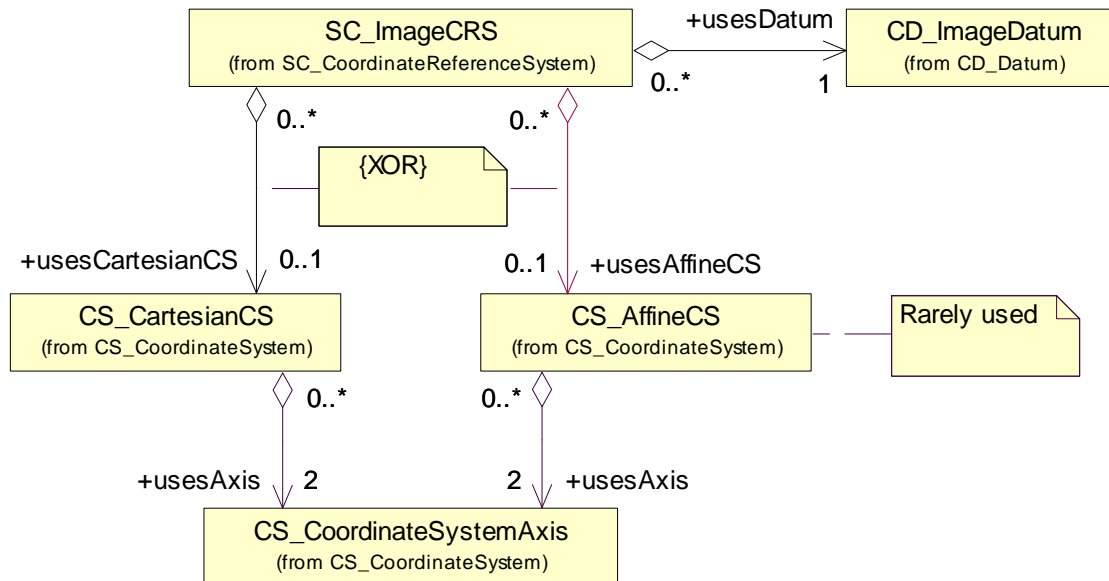 SC_ImageCRS
(from SC_CoordinateReferenceSystem)
+usesDatum
0..*
1
CD_ImageDatum
(from CD_Datum)
0..*
0..*
{XOR}
+usesCartesianCS
0..1
0..1
+usesAffineCS
CS_CartesianCS
(from CS_CoordinateSystem)
CS_AffineCS
(from CS_CoordinateSystem)
Rarely used
0..*
0..*
+usesAxis
2
2
+usesAxis
CS_CoordinateSystemAxis
(from CS_CoordinateSystem)